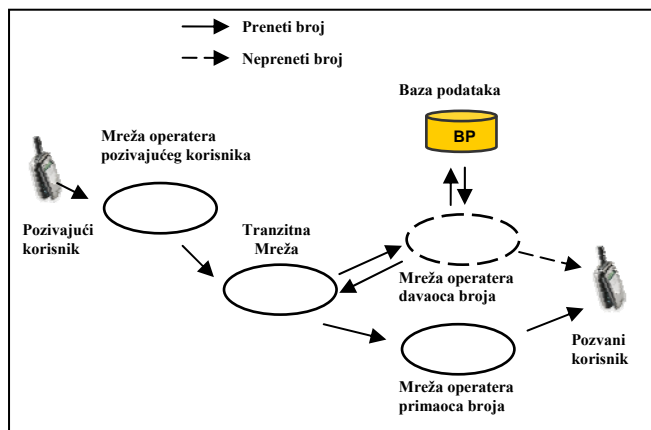 Preneti broj
Nepreneti broj
Baza podataka
BP
Mreža operatera
pozivajućeg korisnika
Pozivajući
korisnik
Tranzitna
Mreža
Mreža operatera
davaoca broja
Pozvani
korisnik
Mreža operatera
primaoca broja